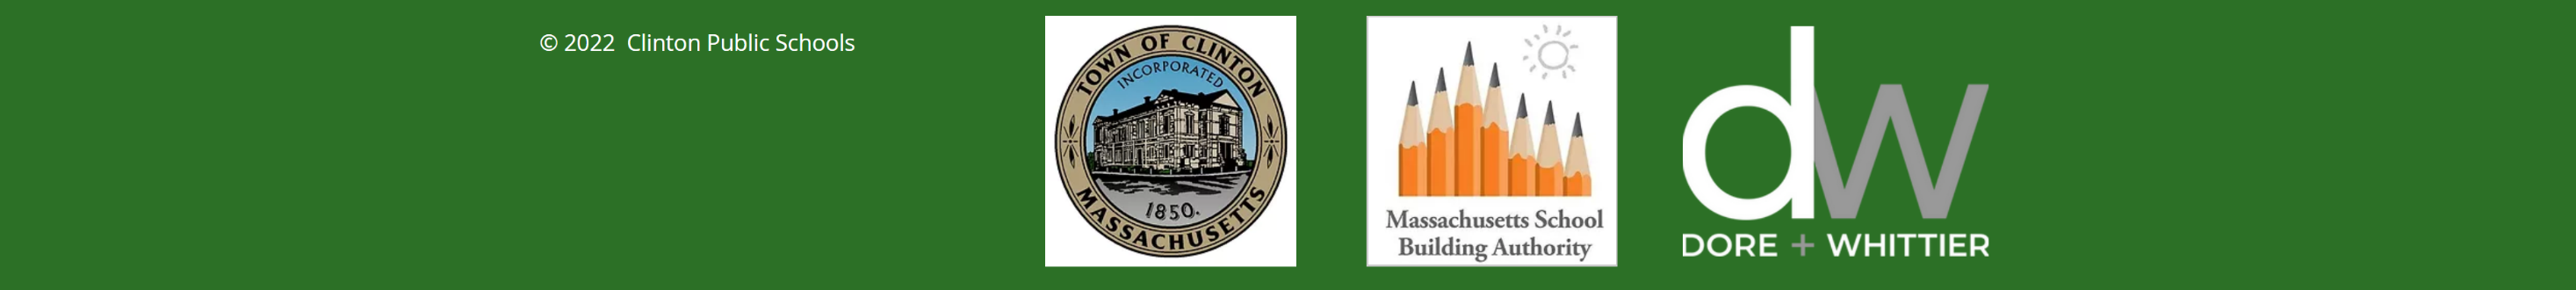 © 2022  Clinton Public Schools
TOWN OF CLINTON
INCORPORATED
1850.
MASSACHUSETTS
Massachusetts School
Building Authority
dw
DORE + WHITTIER